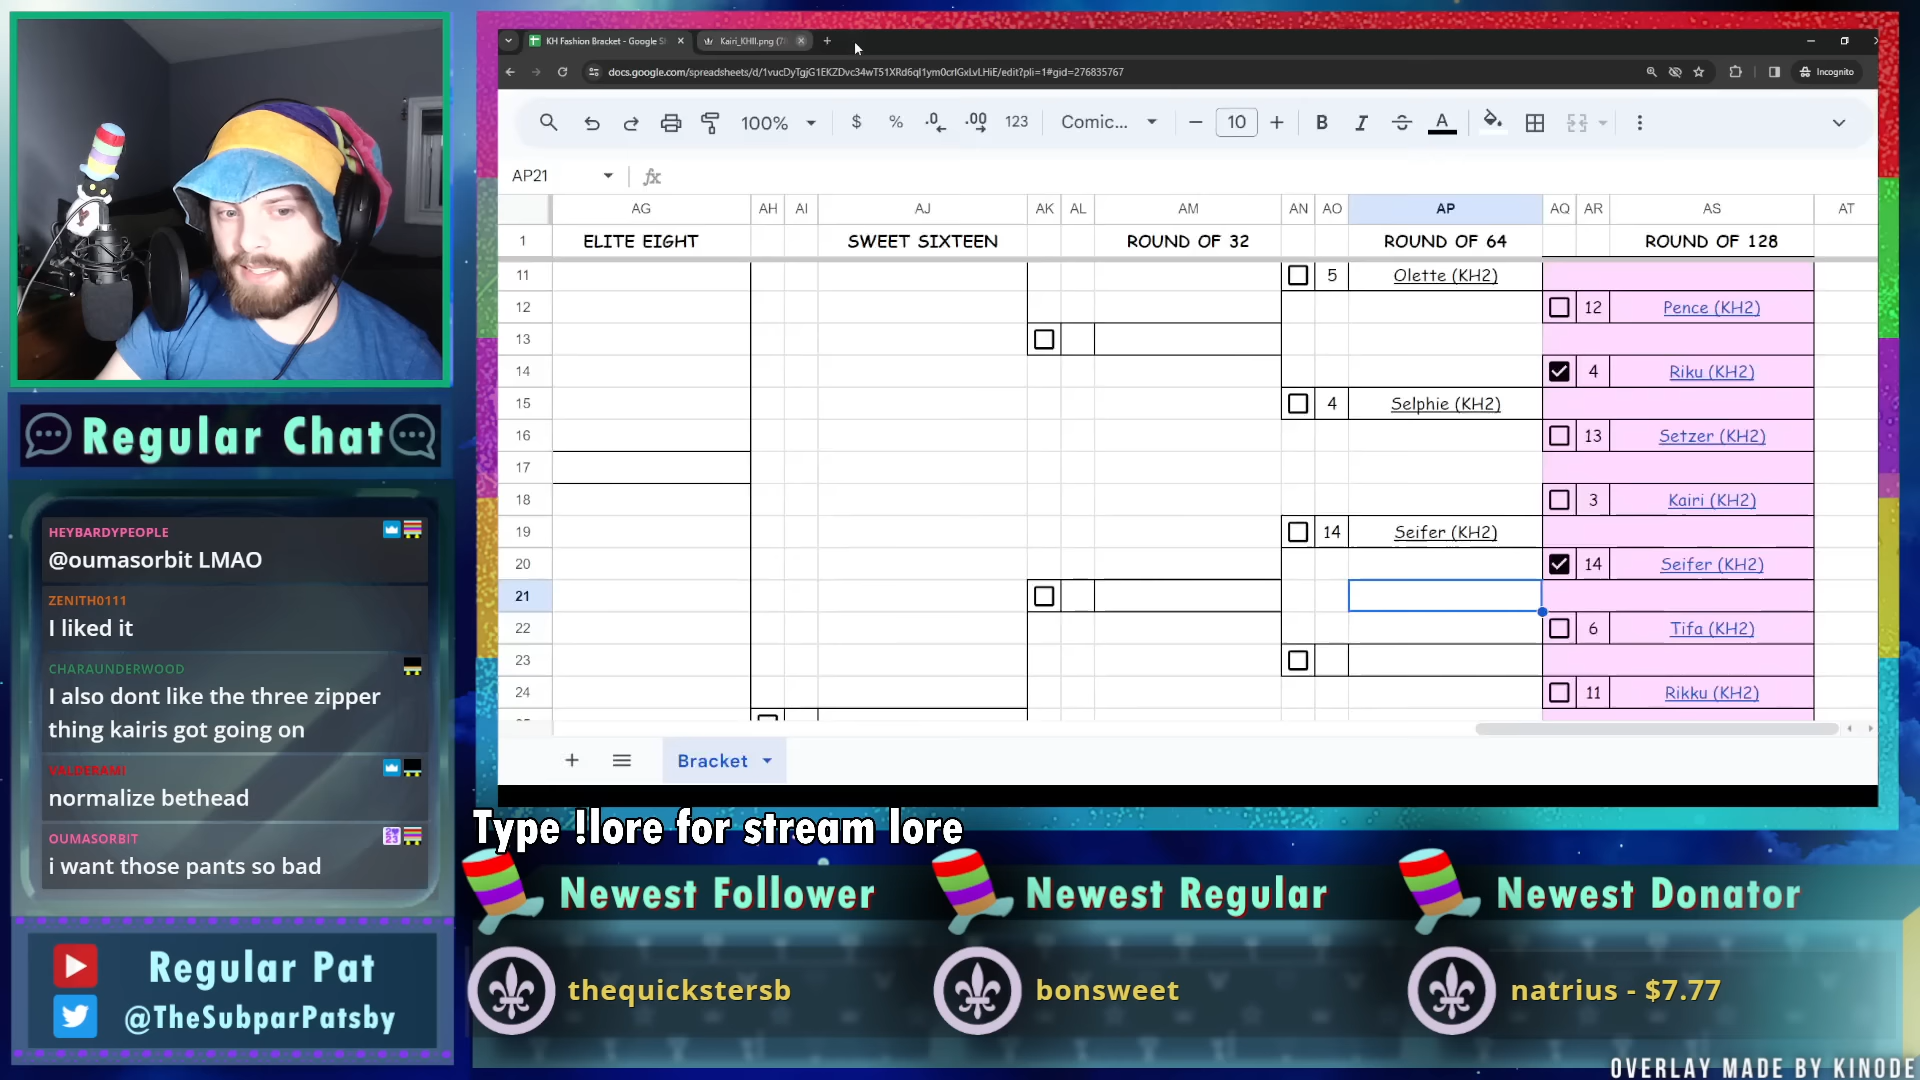 KH Fashion Bracket - Google S
Kairi_KHII.png (7
docs.google.com/spreadsheets/d/1vucDyTgjG1EKZDvc34wT51XRd6ql1ym0crIGxLvLHiE/edit?pli=1#gid=276835767
Incognito
100%
$ % .0 .00 123
Comic...
10
B I A
AP21
fx
AG AH AI AJ AK AL AM AN AO AP AQ AR AS AT
1 ELITE EIGHT SWEET SIXTEEN ROUND OF 32 ROUND OF 64 ROUND OF 128
11 5 Olette (KH2)
12 12 Pence (KH2)
13
14 4 Riku (KH2)
15 4 Selphie (KH2)
16 13 Setzer (KH2)
17
18 3 Kairi (KH2)
19 14 Seifer (KH2)
20 14 Seifer (KH2)
21
22 6 Tifa (KH2)
23
24 11 Rikku (KH2)
Bracket
Regular Chat
HEYBARDYPEOPLE
@oumasorbit LMAO
ZENITH0111
I liked it
CHARAUNDERWOOD
I also dont like the three zipper
thing kairis got going on
VALDERAMI
normalize bethead
OUMASORBIT
i want those pants so bad
Regular Pat
@TheSubparPatsby
Type !lore for stream lore
Newest Follower
thequickstersb
Newest Regular
bonsweet
Newest Donator
natrius - $7.77
OVERLAY MADE BY KINODE